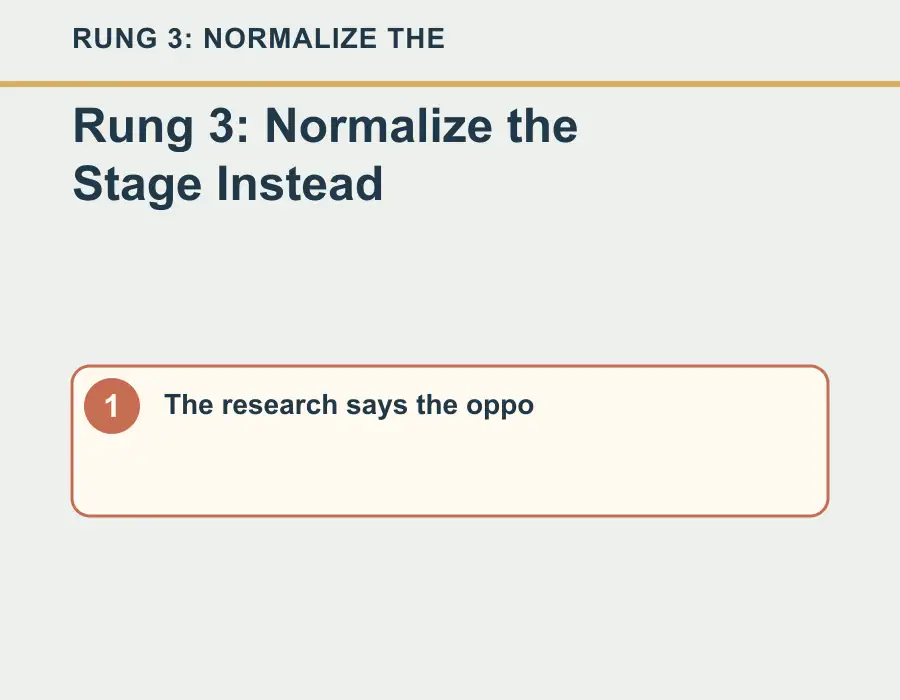 RUNG 3: NORMALIZE THE
Rung 3: Normalize the
Stage Instead
1
The research says the oppo